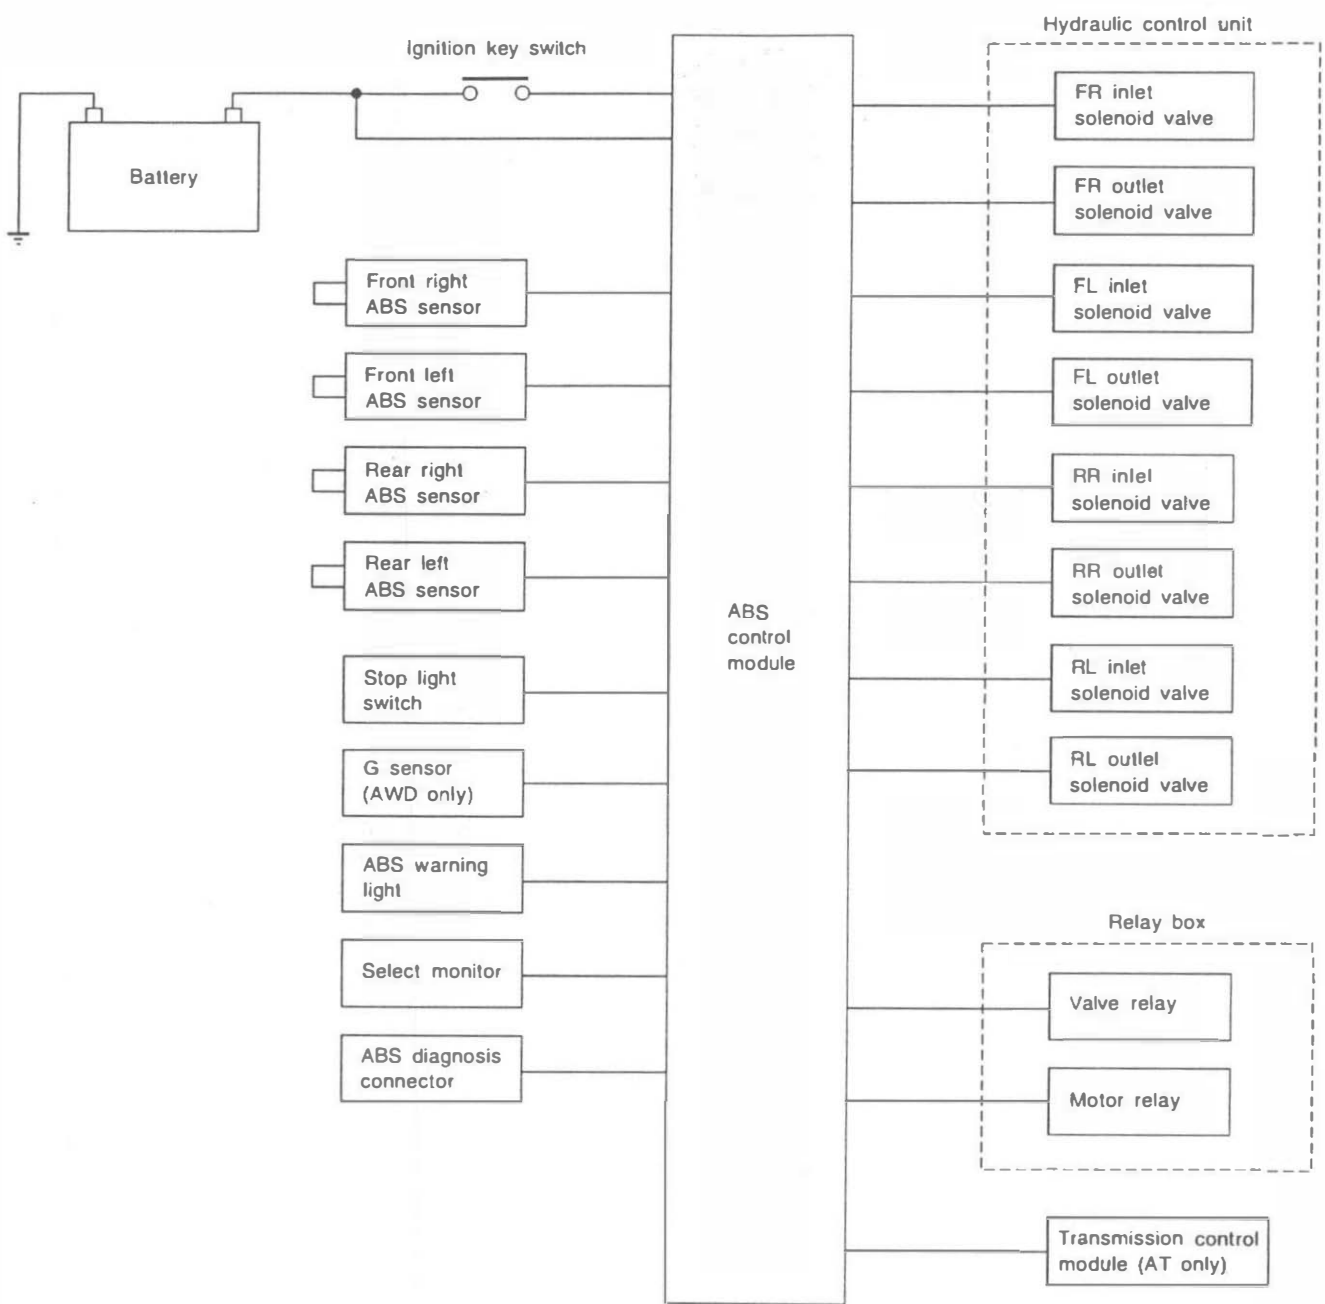 Hydraulic control unit
Ignition key switch
FR inlet
solenoid valve
Battery
FR outlet
solenoid valve
Front right
ABS sensor
FL inlet
solenoid valve
Front left
ABS sensor
FL outlet
solenoid valve
Rear right
ABS sensor
RR inlet
solenoid valve
Rear left
ABS sensor
RR outlet
solenoid valve
ABS
control
module
Stop light
switch
RL inlet
solenoid valve
G sensor
(AWD only)
RL outlet
solenoid valve
ABS warning
light
Relay box
Select monitor
Valve relay
ABS diagnosis
connector
Motor relay
Transmission control
module (AT only)